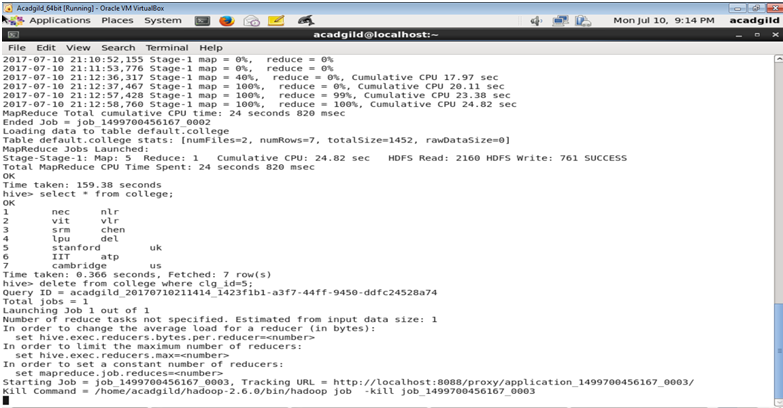 Acadgild_64bit [Running] - Oracle VM VirtualBox
Applications Places System Mon Jul 10, 9:14 PM acadgild
acadgild@localhost:~
File Edit View Search Terminal Help
2017-07-10 21:10:52,155 Stage-1 map = 0%, reduce = 0%
2017-07-10 21:11:53,776 Stage-1 map = 0%, reduce = 0%
2017-07-10 21:12:36,317 Stage-1 map = 40%, reduce = 0%, Cumulative CPU 17.97 sec
2017-07-10 21:12:37,467 Stage-1 map = 100%, reduce = 0%, Cumulative CPU 20.11 sec
2017-07-10 21:12:57,428 Stage-1 map = 100%, reduce = 99%, Cumulative CPU 23.38 sec
2017-07-10 21:12:58,760 Stage-1 map = 100%, reduce = 100%, Cumulative CPU 24.82 sec
MapReduce Total cumulative CPU time: 24 seconds 820 msec
Ended Job = job_1499700456167_0002
Loading data to table default.college
Table default.college stats: [numFiles=2, numRows=7, totalSize=1452, rawDataSize=0]
MapReduce Jobs Launched:
Stage-Stage-1: Map: 5 Reduce: 1 Cumulative CPU: 24.82 sec HDFS Read: 2160 HDFS Write: 761 SUCCESS
Total MapReduce CPU Time Spent: 24 seconds 820 msec
OK
Time taken: 159.38 seconds
hive> select * from college;
OK
1 nec nlr
2 vit vlr
3 srm chen
4 lpu del
5 stanford uk
6 IIT atp
7 cambridge us
Time taken: 0.366 seconds, Fetched: 7 row(s)
hive> delete from college where clg_id=5;
Query ID = acadgild_20170710211414_1423f1b1-a3f7-44ff-9450-ddfc24528a74
Total jobs = 1
Launching Job 1 out of 1
Number of reduce tasks not specified. Estimated from input data size: 1
In order to change the average load for a reducer (in bytes):
set hive.exec.reducers.bytes.per.reducer=<number>
In order to limit the maximum number of reducers:
set hive.exec.reducers.max=<number>
In order to set a constant number of reducers:
set mapreduce.job.reduces=<number>
Starting Job = job_1499700456167_0003, Tracking URL = http://localhost:8088/proxy/application_1499700456167_0003/
Kill Command = /home/acadgild/hadoop-2.6.0/bin/hadoop job -kill job_1499700456167_0003